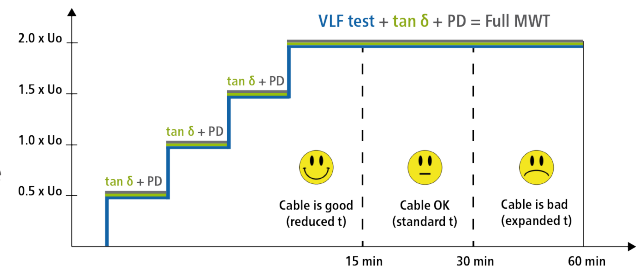 VLF test + tan δ + PD = Full MWT
2.0 x Uo
tan δ + PD
1.5 x Uo
tan δ + PD
1.0 x Uo
tan δ + PD
0.5 x Uo
Cable is good
(reduced t)
Cable OK
(standard t)
Cable is bad
(expanded t)
15 min
30 min
60 min